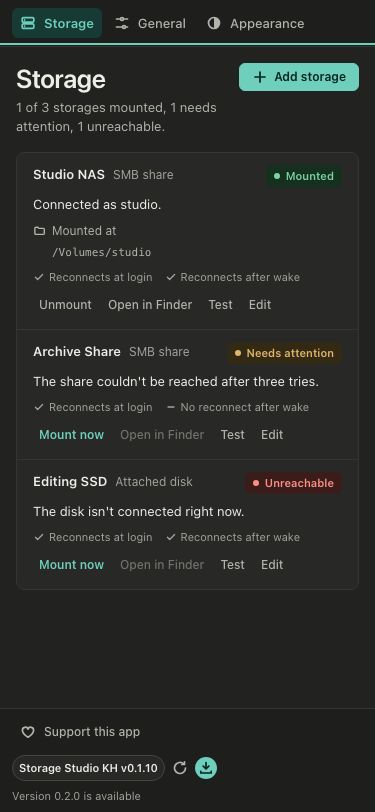 Storage General Appearance
Storage
Add storage
1 of 3 storages mounted, 1 needs
attention, 1 unreachable.
Studio NAS SMB share Mounted
Connected as studio.
Mounted at
/Volumes/studio
Reconnects at login Reconnects after wake
Unmount Open in Finder Test Edit
Archive Share SMB share Needs attention
The share couldn't be reached after three tries.
Reconnects at login No reconnect after wake
Mount now Open in Finder Test Edit
Editing SSD Attached disk Unreachable
The disk isn't connected right now.
Reconnects at login Reconnects after wake
Mount now Open in Finder Test Edit
Support this app
Storage Studio KH v0.1.10
Version 0.2.0 is available